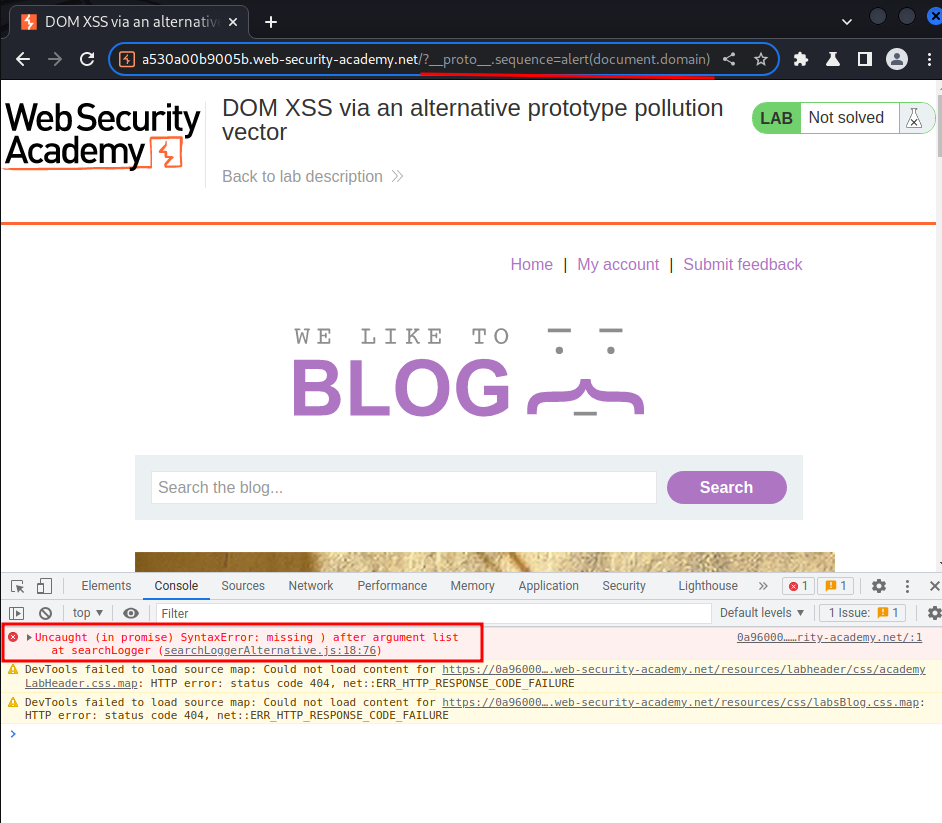 DOM XSS via an alternativ
a530a00b9005b.web-security-academy.net/?__proto__.sequence=alert(document.domain)
Web Security
Academy
DOM XSS via an alternative prototype pollution
vector
LAB Not solved
Back to lab description
Home | My account | Submit feedback
WE LIKE TO
BLOG
Search the blog... Search
Elements Console Sources Network Performance Memory Application Security Lighthouse 1 1
top Filter Default levels 1 Issue: 1
Uncaught (in promise) SyntaxError: missing ) after argument list 0a96000……rity-academy.net/:1
at searchLogger (searchLoggerAlternative.js:18:76)
DevTools failed to load source map: Could not load content for https://0a96000….web-security-academy.net/resources/labheader/css/academy
LabHeader.css.map: HTTP error: status code 404, net::ERR_HTTP_RESPONSE_CODE_FAILURE
DevTools failed to load source map: Could not load content for https://0a96000….web-security-academy.net/resources/css/labsBlog.css.map:
HTTP error: status code 404, net::ERR_HTTP_RESPONSE_CODE_FAILURE